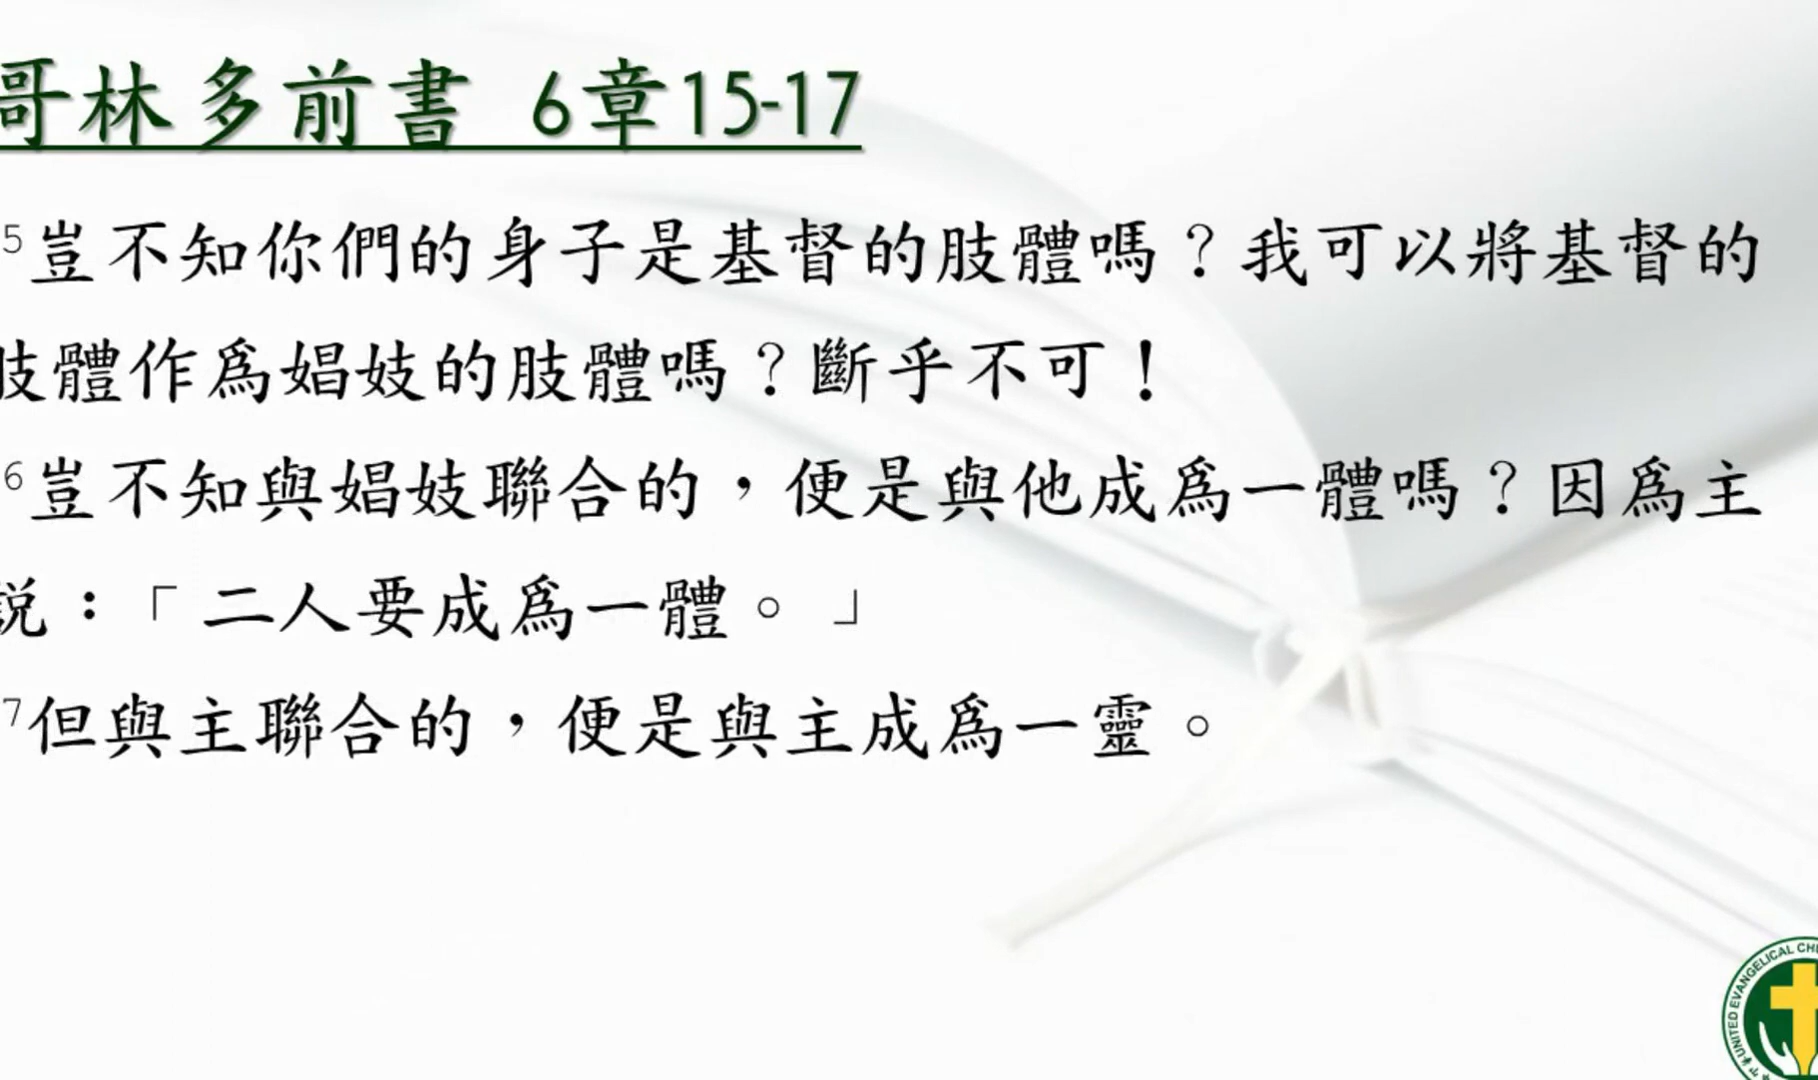 哥林多前書 6章15-17
5豈不知你們的身子是基督的肢體嗎？我可以將基督的
肢體作爲娼妓的肢體嗎？斷乎不可！
6豈不知與娼妓聯合的，便是與他成爲一體嗎？因爲主
説：「二人要成爲一體。」
7但與主聯合的，便是與主成爲一靈。
UNITED EVANGELICAL